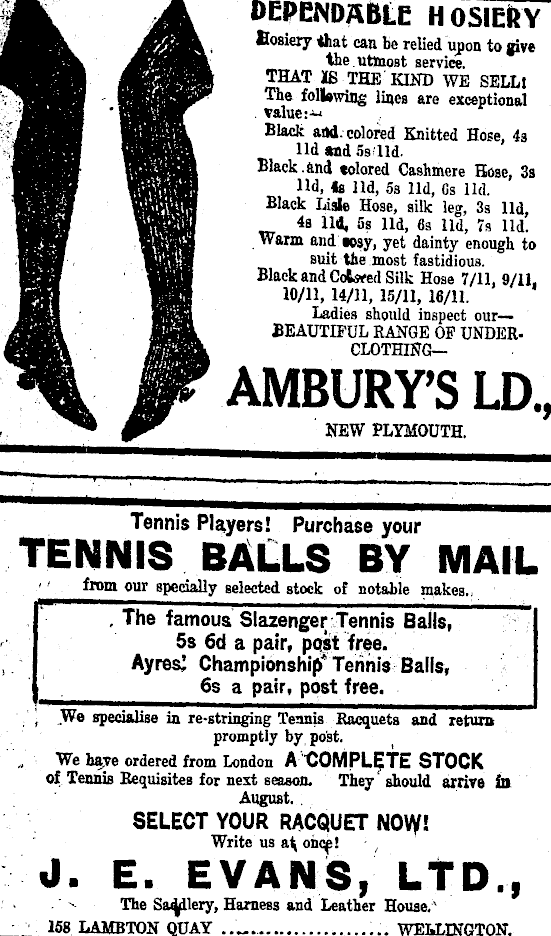 DEPENDABLE HOSIERY
Hosiery that can be relied upon to give
the utmost service.
THAT IS THE KIND WE SELL!
The following lines are exceptional
value:—
Black and colored Knitted Hose, 4s
11d and 5s 11d.
Black and colored Cashmere Hose, 3s
11d, 4s 11d, 5s 11d, 6s 11d.
Black Lisle Hose, silk leg, 3s 11d,
4s 11d, 5s 11d, 6s 11d, 7s 11d.
Warm and cosy, yet dainty enough to
suit the most fastidious.
Black and Colored Silk Hose 7/11, 9/11,
10/11, 14/11, 15/11, 16/11.
Ladies should inspect our—
BEAUTIFUL RANGE OF UNDER-
CLOTHING—
AMBURY'S LD.,
NEW PLYMOUTH.
Tennis Players! Purchase your
TENNIS BALLS BY MAIL
from our specially selected stock of notable makes.
The famous Slazenger Tennis Balls,
5s 6d a pair, post free.
Ayres' Championship Tennis Balls,
6s a pair, post free.
We specialise in re-stringing Tennis Racquets and return
promptly by post.
We have ordered from London A COMPLETE STOCK
of Tennis Requisites for next season. They should arrive in
August.
SELECT YOUR RACQUET NOW!
Write us at once!
J. E. EVANS, LTD.,
The Saddlery, Harness and Leather House.
158 LAMBTON QUAY ........................ WELLINGTON.